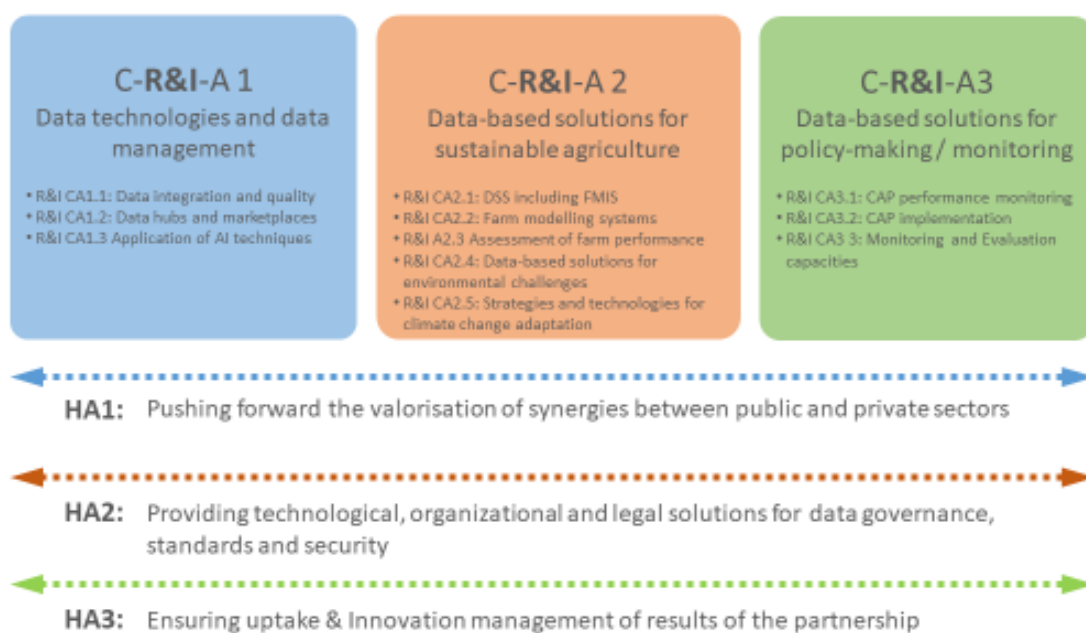 C-R&I-A 1
Data technologies and data
management
• R&I CA1.1: Data integration and quality
• R&I CA1.2: Data hubs and marketplaces
• R&I CA1.3 Application of AI techniques
C-R&I-A 2
Data-based solutions for
sustainable agriculture
• R&I CA2.1: DSS including FMIS
• R&I CA2.2: Farm modelling systems
• R&I A2.3 Assessment of farm performance
• R&I CA2.4: Data-based solutions for
environmental challenges
• R&I CA2.5: Strategies and technologies for
climate change adaptation
C-R&I-A3
Data-based solutions for
policy-making / monitoring
• R&I CA3.1: CAP performance monitoring
• R&I CA3.2: CAP implementation
• R&I CA3 3: Monitoring and Evaluation
capacities
HA1: Pushing forward the valorisation of synergies between public and private sectors
HA2: Providing technological, organizational and legal solutions for data governance,
standards and security
HA3: Ensuring uptake & Innovation management of results of the partnership